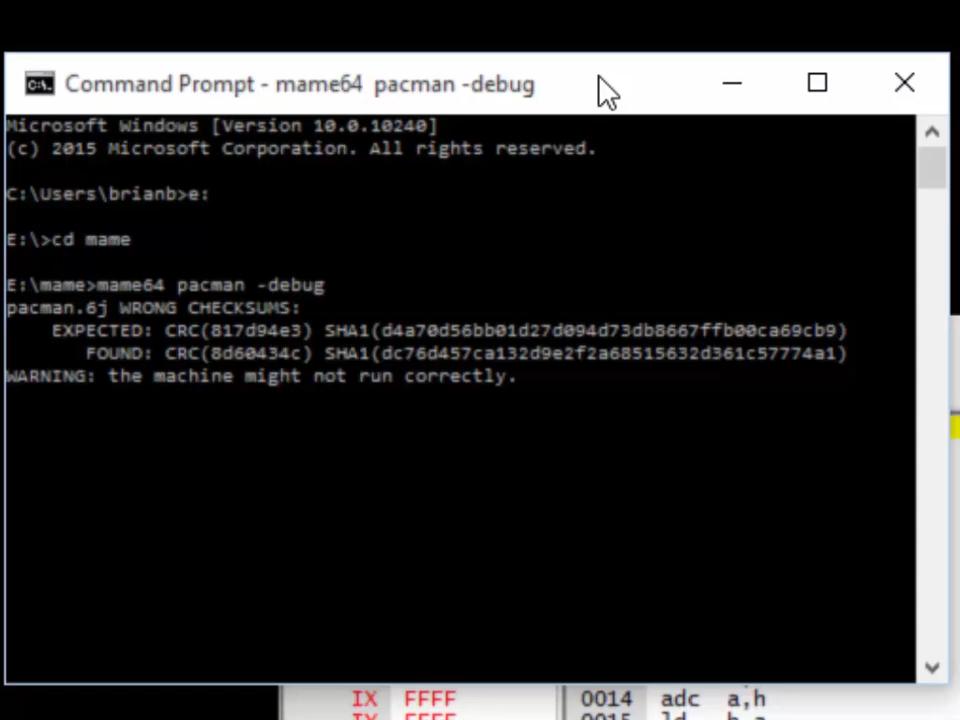 Command Prompt - mame64 pacman -debug
Microsoft Windows [Version 10.0.10240]
(c) 2015 Microsoft Corporation. All rights reserved.
C:\Users\brianb>e:
E:\>cd mame
E:\mame>mame64 pacman -debug
pacman.6j WRONG CHECKSUMS:
EXPECTED: CRC(817d94e3) SHA1(d4a70d56bb01d27d094d73db8667ffb00ca69cb9)
FOUND: CRC(8d60434c) SHA1(dc76d457ca132d9e2f2a68515632d361c57774a1)
WARNING: the machine might not run correctly.
IX FFFF 0014 adc a,h